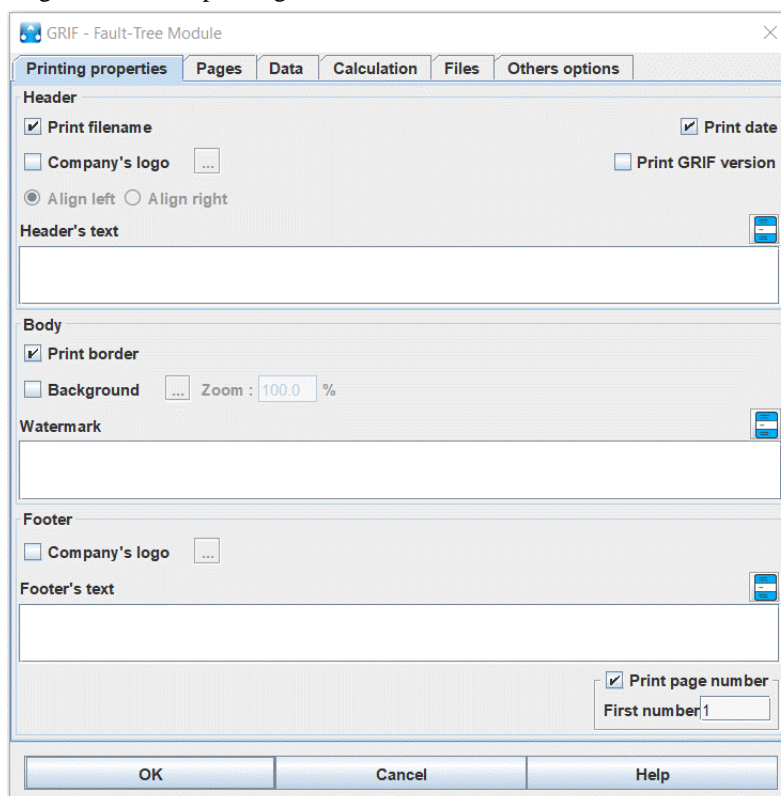 GRIF - Fault-Tree Module
Printing properties Pages Data Calculation Files Others options
Header
Print filename Print date
Company's logo ... Print GRIF version
Align left Align right
Header's text
Body
Print border
Background ... Zoom : 100.0 %
Watermark
Footer
Company's logo ...
Footer's text
Print page number
First number 1
OK Cancel Help